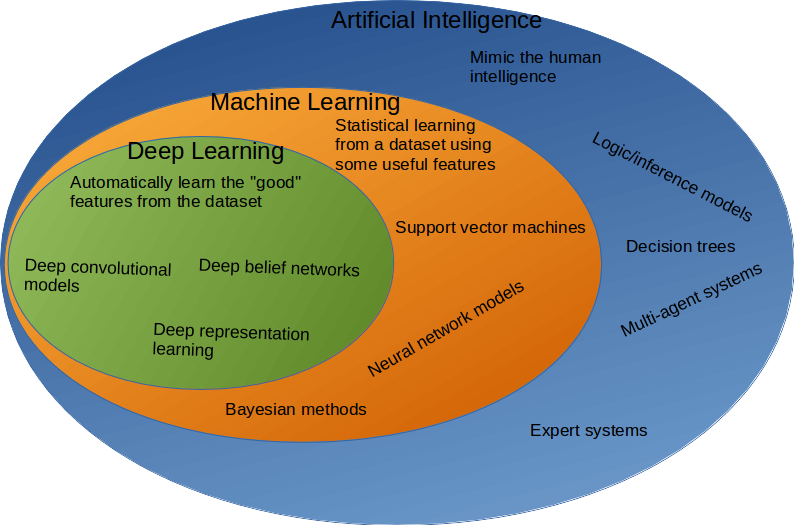 Artificial Intelligence
Mimic the human
intelligence
Machine Learning
Statistical learning
from a dataset using
some useful features
Deep Learning
Automatically learn the "good"
features from the dataset
Logic/inference models
Support vector machines
Decision trees
Deep convolutional
models
Deep belief networks
Multi-agent systems
Neural network models
Deep representation
learning
Bayesian methods
Expert systems